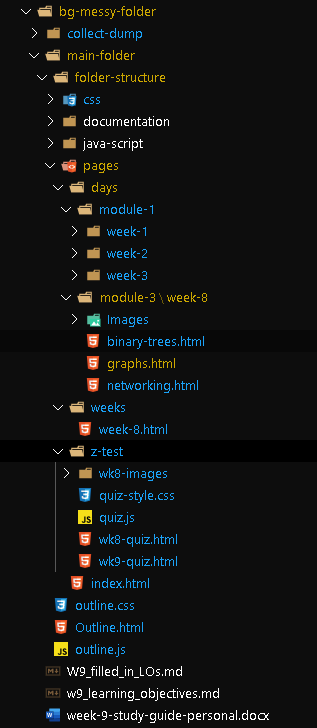 bg-messy-folder
collect-dump
main-folder
folder-structure
css
documentation
java-script
pages
days
module-1
week-1
week-2
week-3
module-3 \ week-8
Images
binary-trees.html
graphs.html
networking.html
weeks
week-8.html
z-test
wk8-images
quiz-style.css
JS quiz.js
wk8-quiz.html
wk9-quiz.html
index.html
outline.css
Outline.html
JS outline.js
W9_filled_in_LOs.md
w9_learning_objectives.md
week-9-study-guide-personal.docx